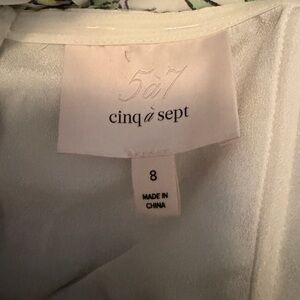 5à7
cinq à sept
8
MADE IN
CHINA